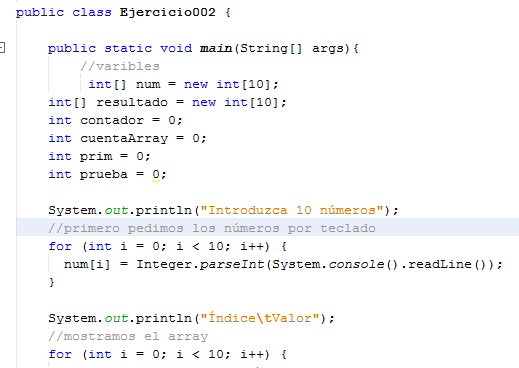 public class Ejercicio002 {
public static void main(String[] args){
//varibles
int[] num = new int[10];
int[] resultado = new int[10];
int contador = 0;
int cuentaArray = 0;
int prim = 0;
int prueba = 0;
System.out.println("Introduzca 10 números");
//primero pedimos los números por teclado
for (int i = 0; i < 10; i++) {
num[i] = Integer.parseInt(System.console().readLine());
}
System.out.println("Índice\tValor");
//mostramos el array
for (int i = 0; i < 10; i++) {